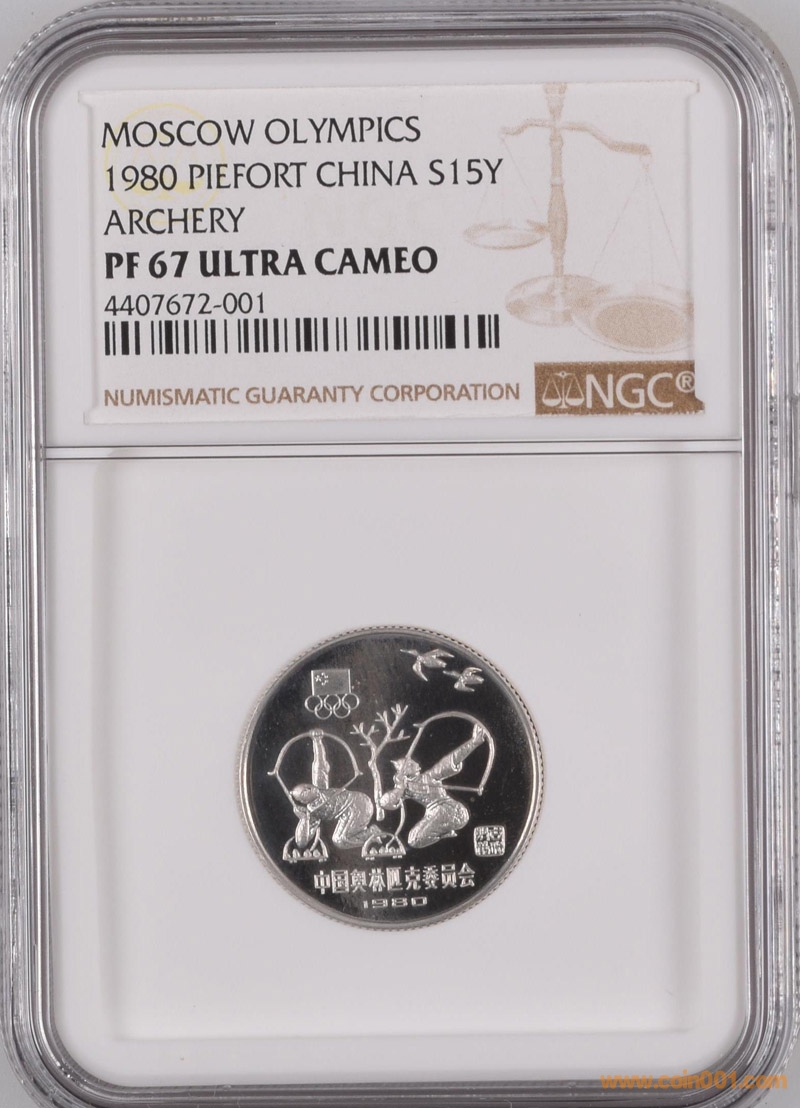 MOSCOW OLYMPICS
1980 PIEFORT CHINA S15Y
ARCHERY
PF 67 ULTRA CAMEO
4407672-001
NUMISMATIC GUARANTY CORPORATION
NGC®
中国奥林匹克委员会
1980
www.coin001.com